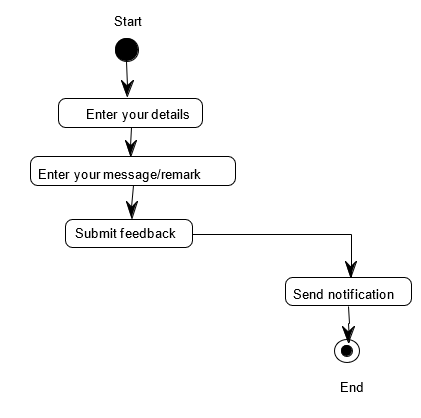 Start
Enter your details
Enter your message/remark
Submit feedback
Send notification
End